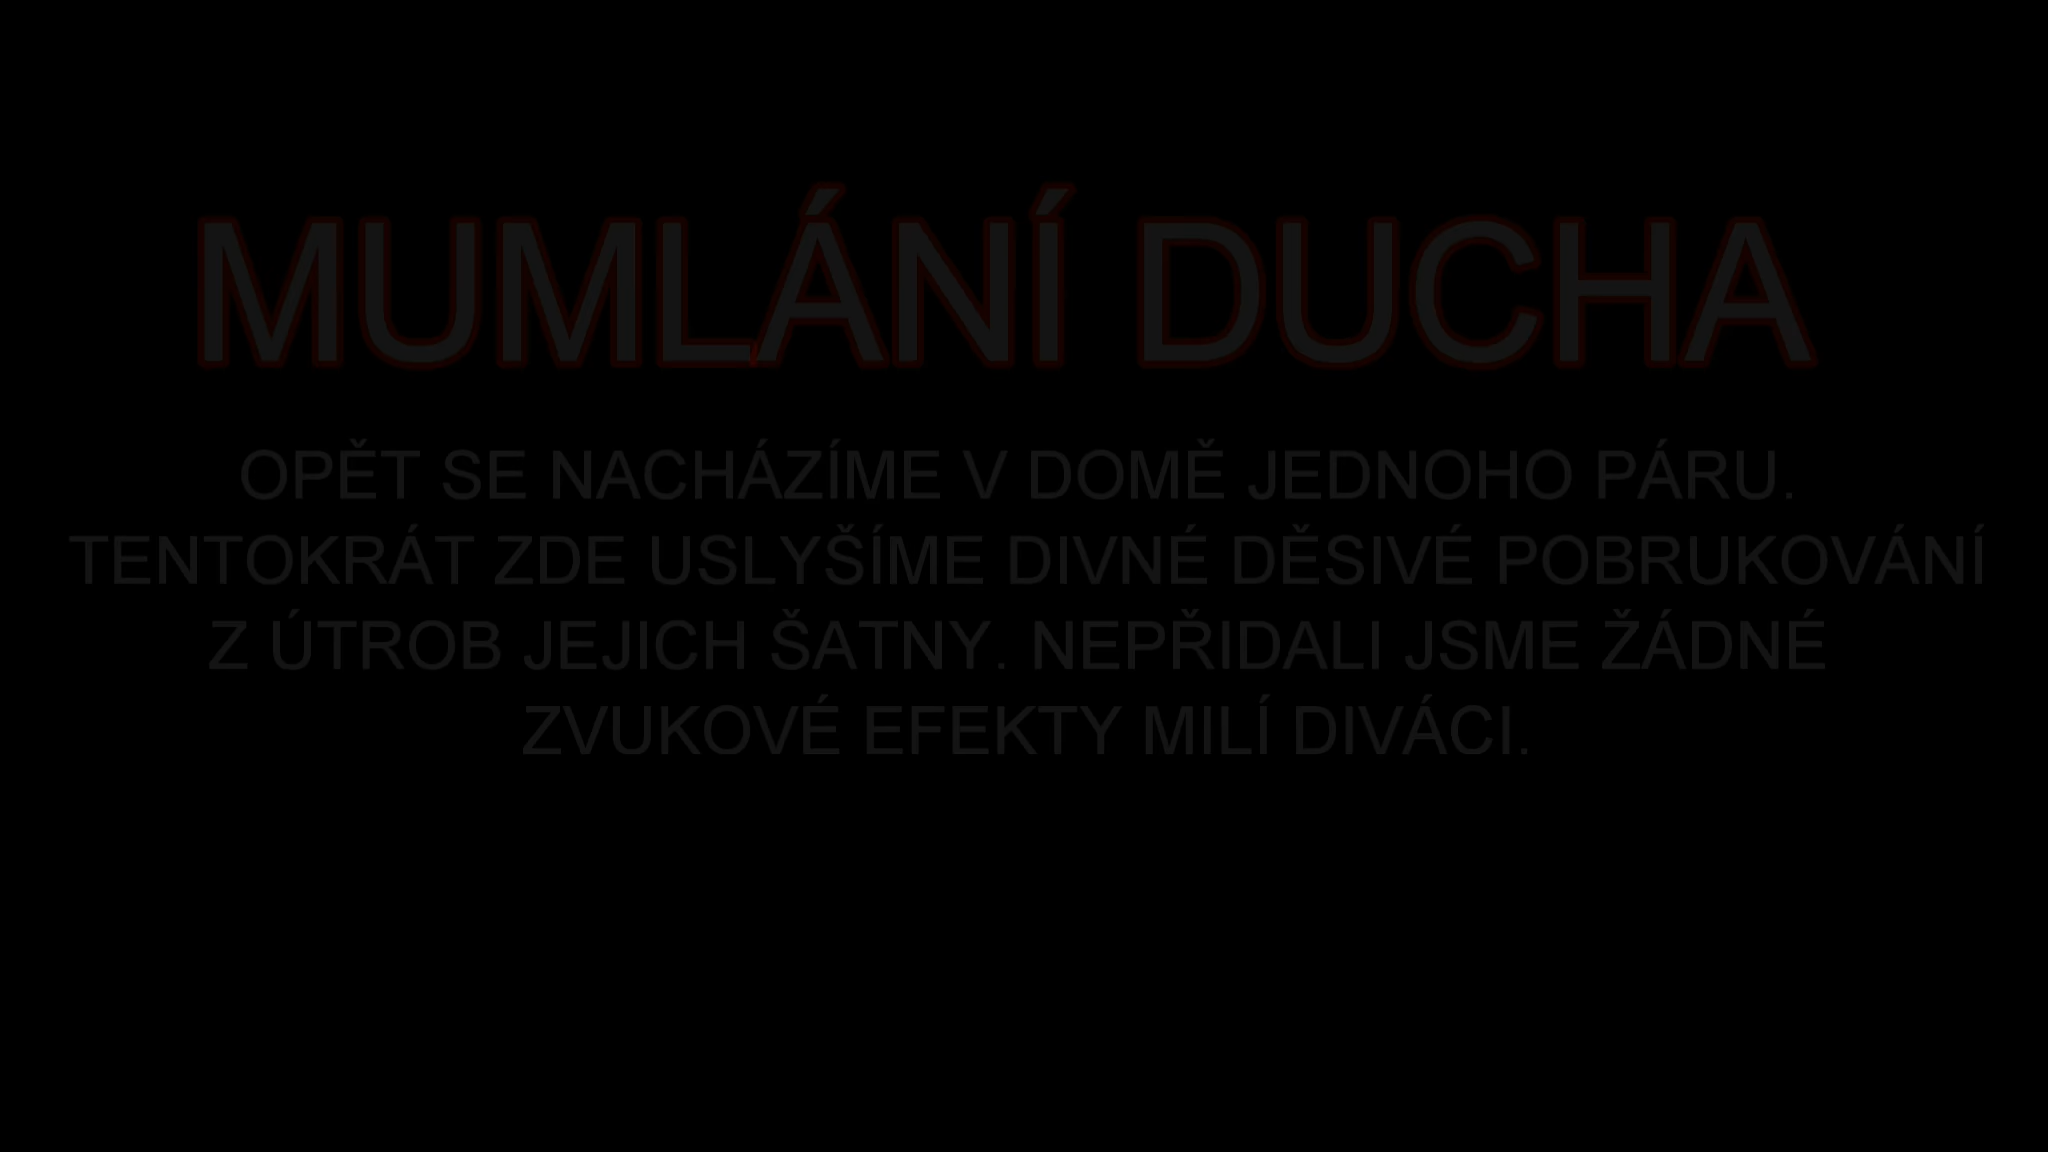 MUMLÁNÍ DUCHA
OPĚT SE NACHÁZÍME V DOMĚ JEDNOHO PÁRU.
TENTOKRÁT ZDE USLYŠÍME DIVNÉ DĚSIVÉ POBRUKOVÁNÍ
Z ÚTROB JEJICH ŠATNY. NEPŘIDALI JSME ŽÁDNÉ
ZVUKOVÉ EFEKTY MILÍ DIVÁCI.